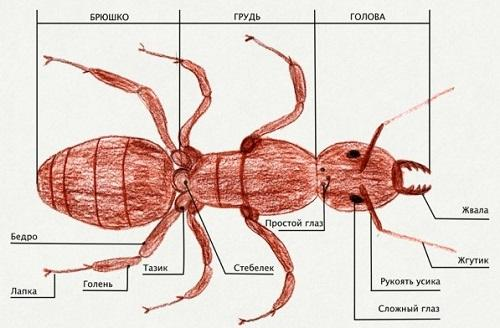 БРЮШКО
ГРУДЬ
ГОЛОВА
Простой глаз
Жвала
Бедро
Жгутик
Тазик
Стебелек
Голень
Рукоять усика
Лапка
Сложный глаз